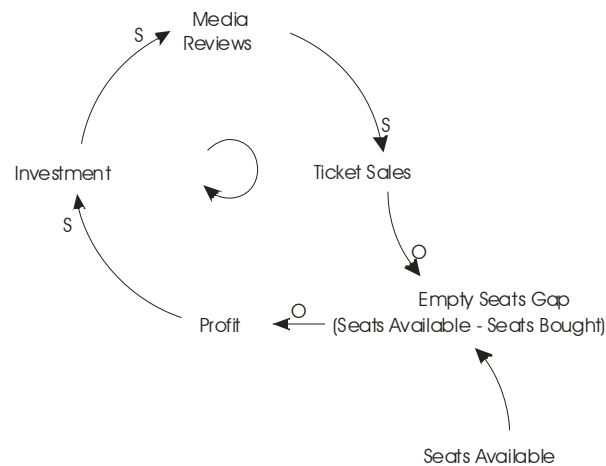 Media
Reviews
S
S
Investment
Ticket Sales
S
O
Empty Seats Gap
(Seats Available - Seats Bought)
O
Profit
Seats Available